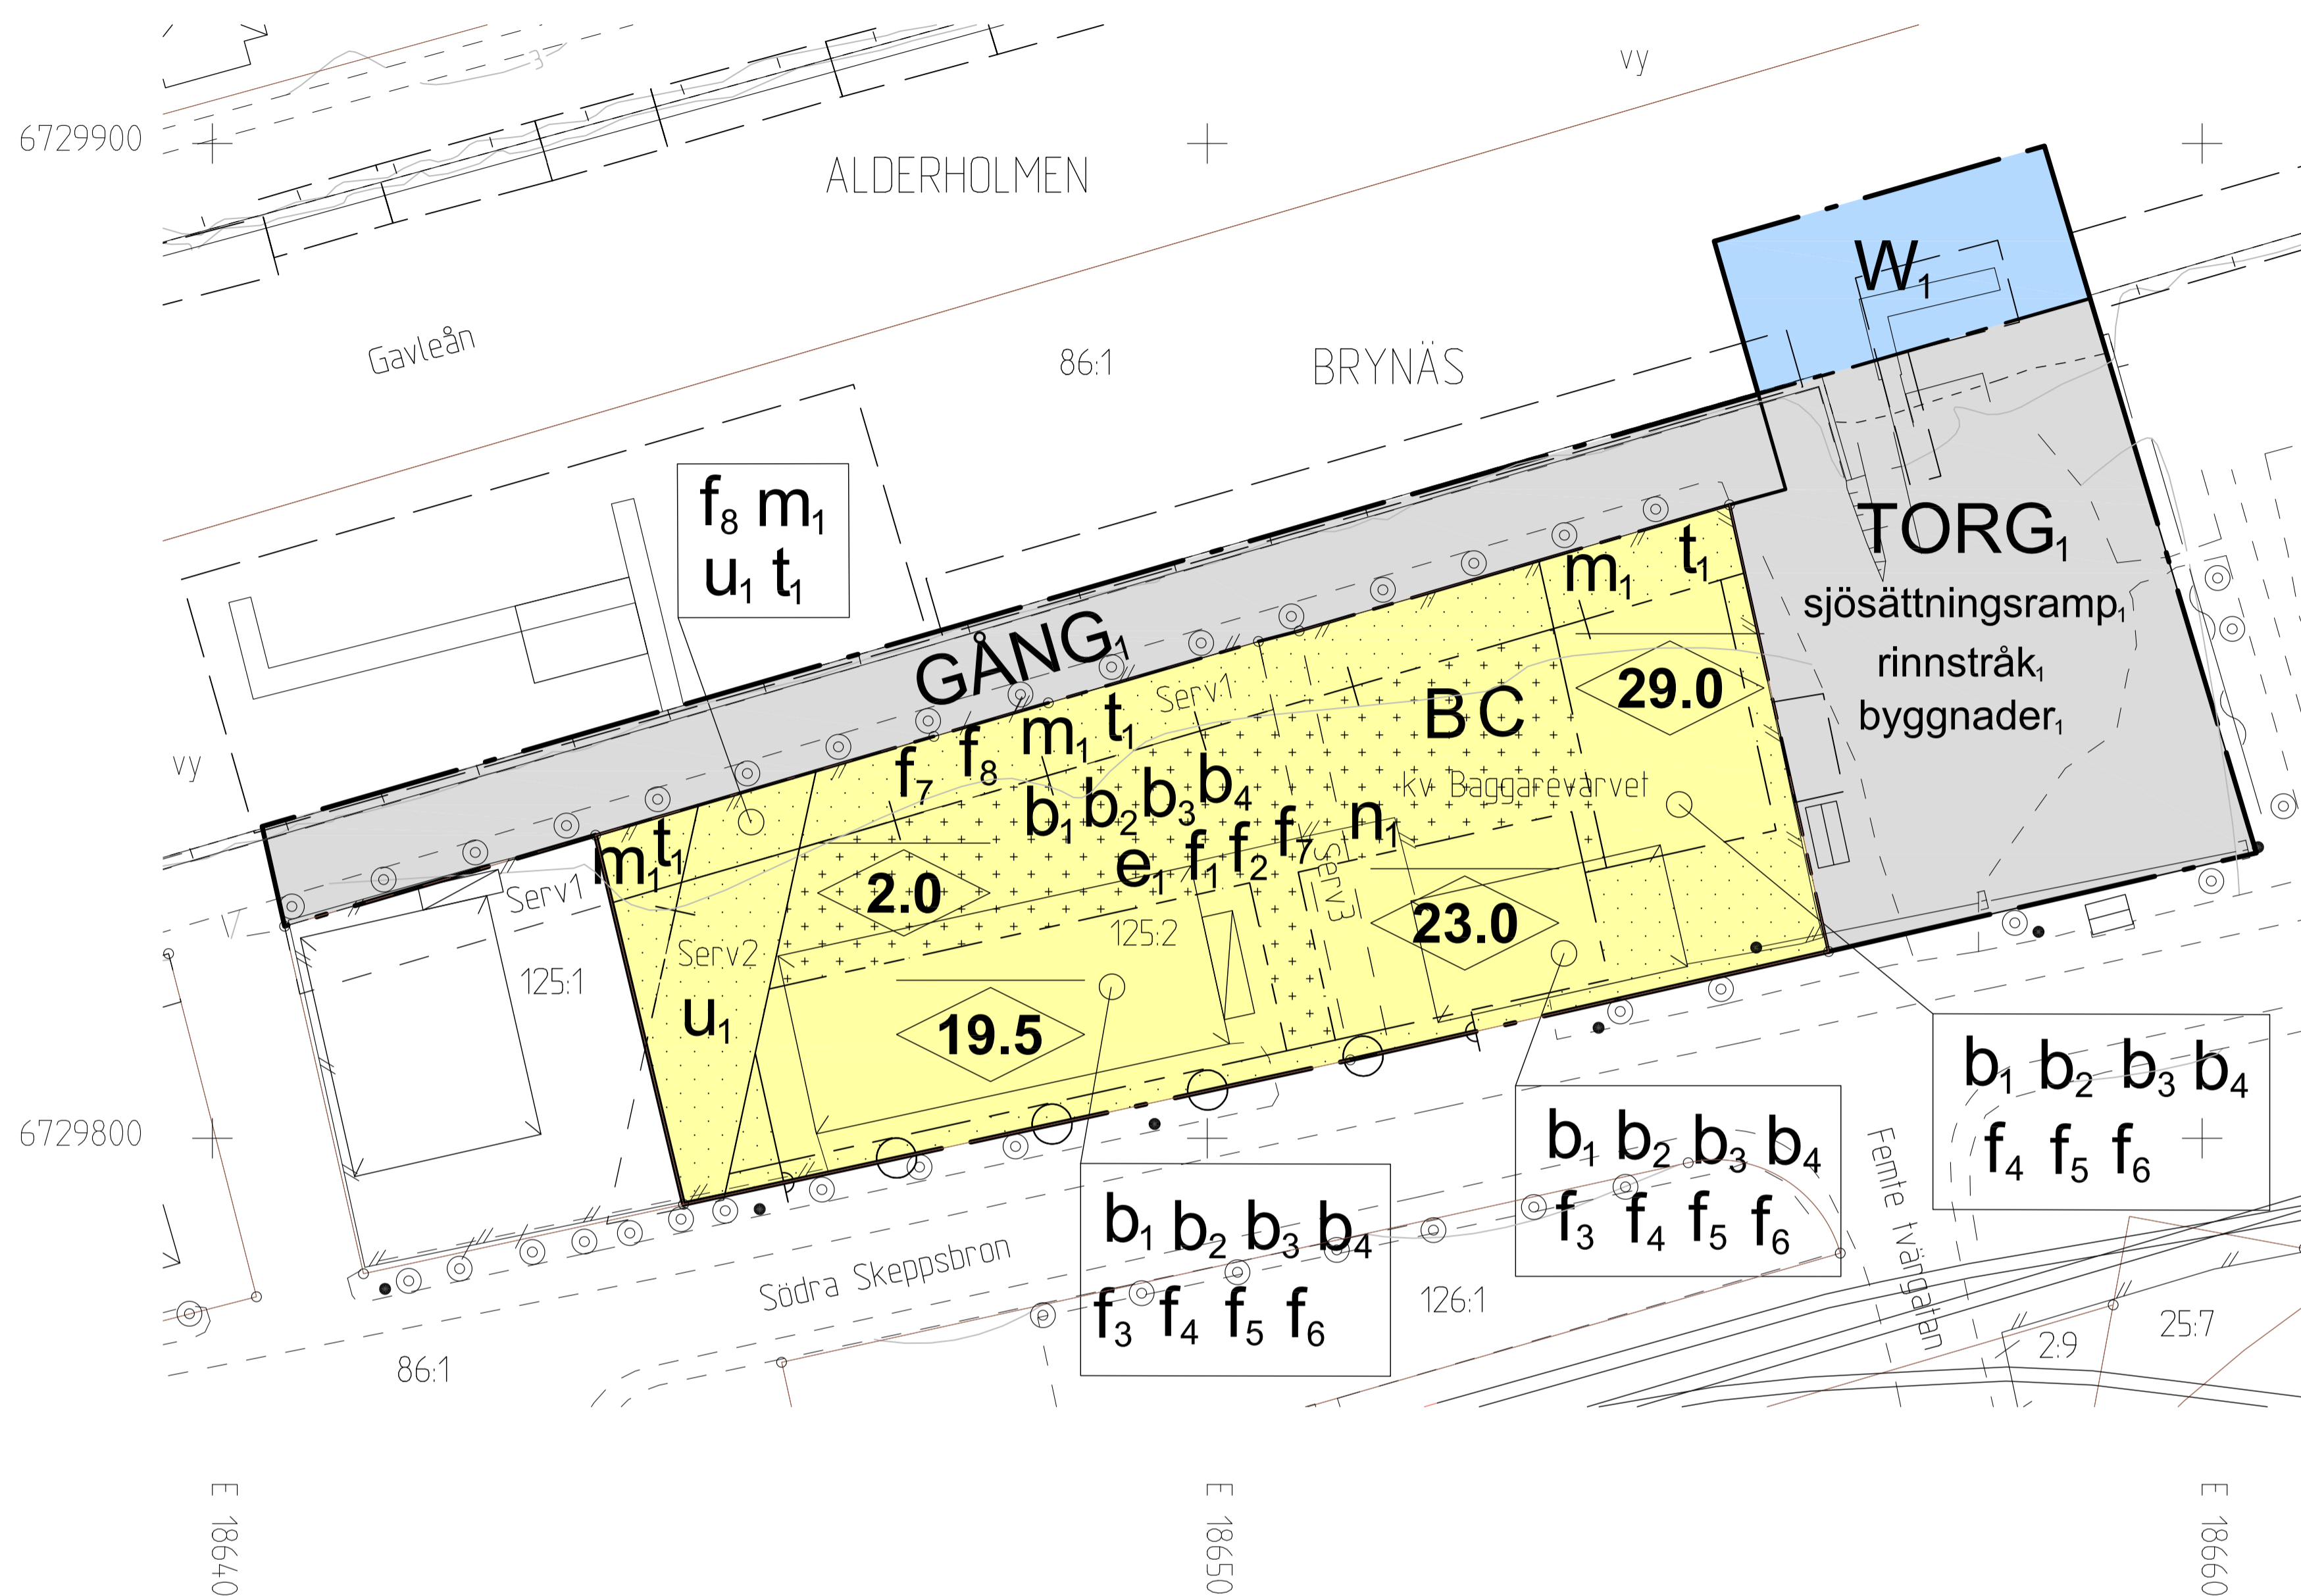 vy
3
6729900
ALDERHOLMEN
W1
Gavleån
86:1
BRYNÄS
f8 m1
u1 t1
TORG1
sjösättningsramp1
rinnstråk1
byggnader1
m1 t1
GÅNG1
29.0
BC
Serv1
m1 t1
f7 f8
vy
kv Baggarevarvet
b1 b2 b3 b4
e1 f1 f2 f7 n1
m1 t1
Serv1
2.0
Serv3
23.0
125:2
Serv2
125:1
u1
19.5
b1 b2 b3 b4
f4 f5 f6
6729800
b1 b2 b3 b4
f3 f4 f5 f6
b1 b2 b3 b4
f3 f4 f5 f6
Femte tvärgatan
Södra Skeppsbron
126:1
25:7
2:9
86:1
E 18640
E 18650
E 18660